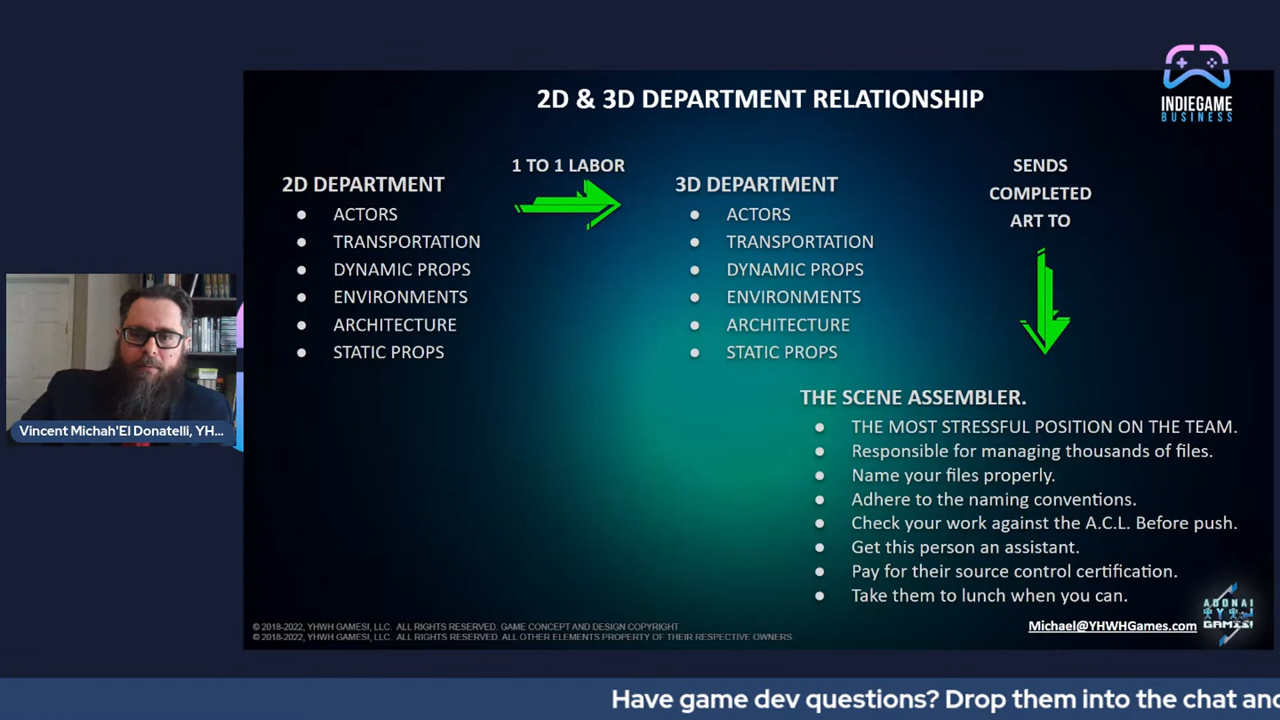 2D & 3D DEPARTMENT RELATIONSHIP
INDIEGAME
BUSINESS
2D DEPARTMENT
● ACTORS
● TRANSPORTATION
● DYNAMIC PROPS
● ENVIRONMENTS
● ARCHITECTURE
● STATIC PROPS
1 TO 1 LABOR
3D DEPARTMENT
● ACTORS
● TRANSPORTATION
● DYNAMIC PROPS
● ENVIRONMENTS
● ARCHITECTURE
● STATIC PROPS
SENDS
COMPLETED
ART TO
THE SCENE ASSEMBLER.
● THE MOST STRESSFUL POSITION ON THE TEAM.
● Responsible for managing thousands of files.
● Name your files properly.
● Adhere to the naming conventions.
● Check your work against the A.C.L. Before push.
● Get this person an assistant.
● Pay for their source control certification.
● Take them to lunch when you can.
Vincent Michah'El Donatelli, YH...
© 2018-2022, YHWH GAMES!, LLC. ALL RIGHTS RESERVED. GAME CONCEPT AND DESIGN COPYRIGHT
© 2018-2022, YHWH GAMES!, LLC. ALL RIGHTS RESERVED. ALL OTHER ELEMENTS PROPERTY OF THEIR RESPECTIVE OWNERS.
Michael@YHWHGames.com
ADONAI
GAMES!
Have game dev questions? Drop them into the chat and